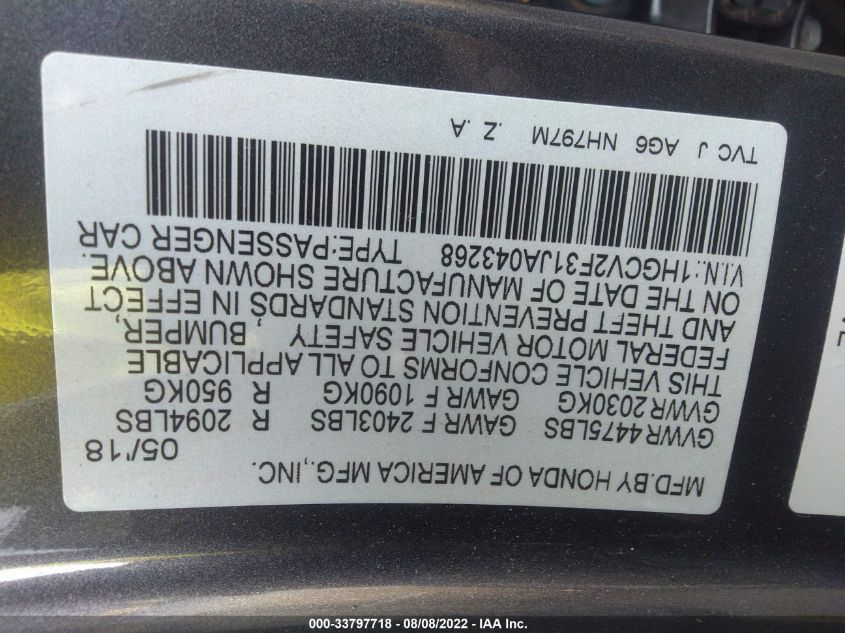 MFD.BY HONDA OF AMERICA MFG.,INC.
05/'18
GVWR 4475LBS GAWR F 2403LBS R 2094LBS
GVWR 2030KG GAWR F 1090KG R 950KG
THIS VEHICLE CONFORMS TO ALL APPLICABLE
FEDERAL MOTOR VEHICLE SAFETY , BUMPER,
AND THEFT PREVENTION STANDARDS IN EFFECT
ON THE DATE OF MANUFACTURE SHOWN ABOVE.
V.I.N.:1HGCV2F31JA043268 TYPE:PASSENGER CAR
TVC J AG6 NH797M .Z .A
000-33797718 - 08/08/2022 - IAA Inc.